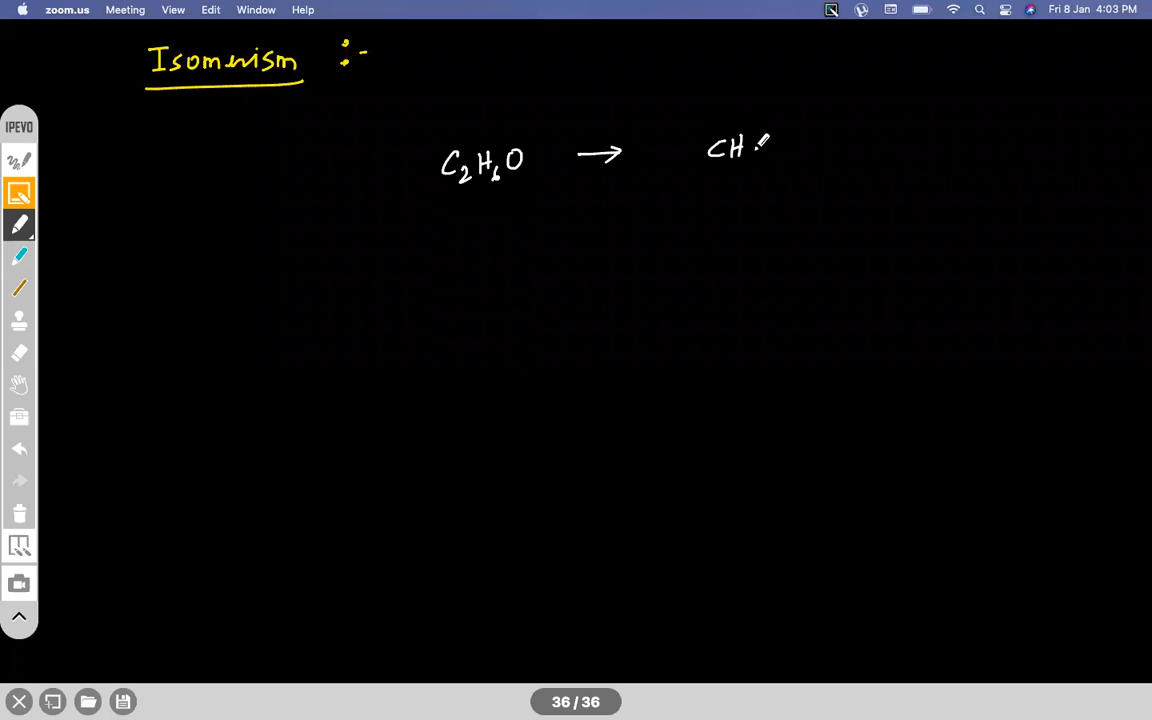 zoom.us Meeting View Edit Window Help Fri 8 Jan 4:03 PM
Isomerism :-
IPEVO
C₂H₆O → CH
36 / 36